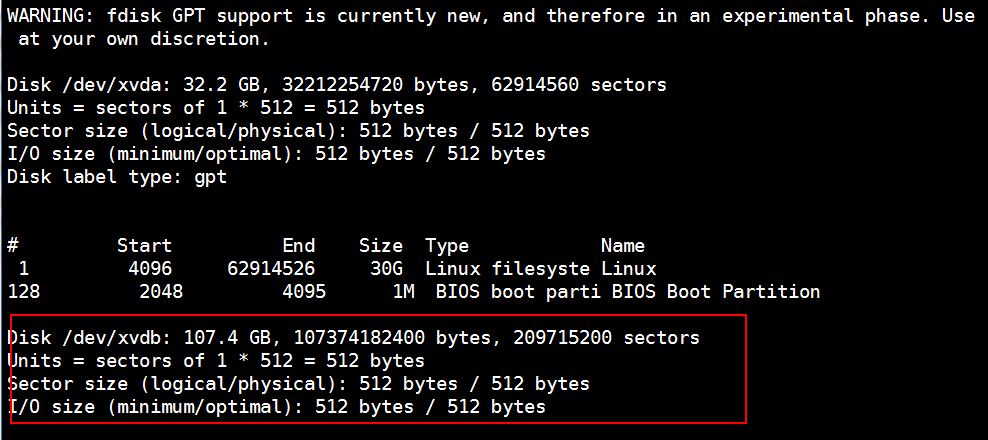 WARNING: fdisk GPT support is currently new, and therefore in an experimental phase. Use
at your own discretion.
Disk /dev/xvda: 32.2 GB, 32212254720 bytes, 62914560 sectors
Units = sectors of 1 * 512 = 512 bytes
Sector size (logical/physical): 512 bytes / 512 bytes
I/O size (minimum/optimal): 512 bytes / 512 bytes
Disk label type: gpt
#         Start          End    Size  Type            Name
1         4096     62914526     30G  Linux filesyste Linux
128         2048         4095      1M  BIOS boot parti BIOS Boot Partition
Disk /dev/xvdb: 107.4 GB, 107374182400 bytes, 209715200 sectors
Units = sectors of 1 * 512 = 512 bytes
Sector size (logical/physical): 512 bytes / 512 bytes
I/O size (minimum/optimal): 512 bytes / 512 bytes